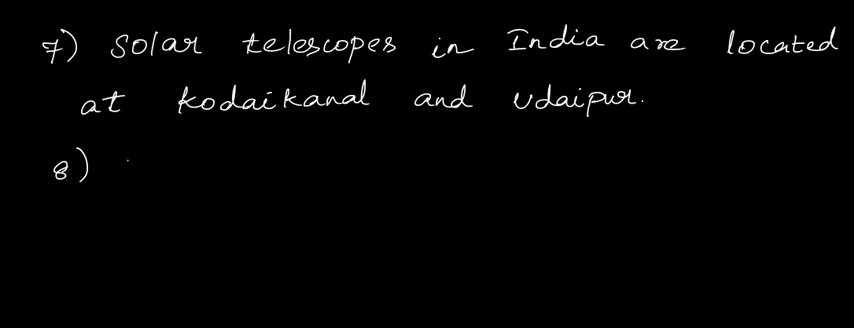 7) Solar telescopes in India are located
at Kodaikanal and Udaipur.
8)